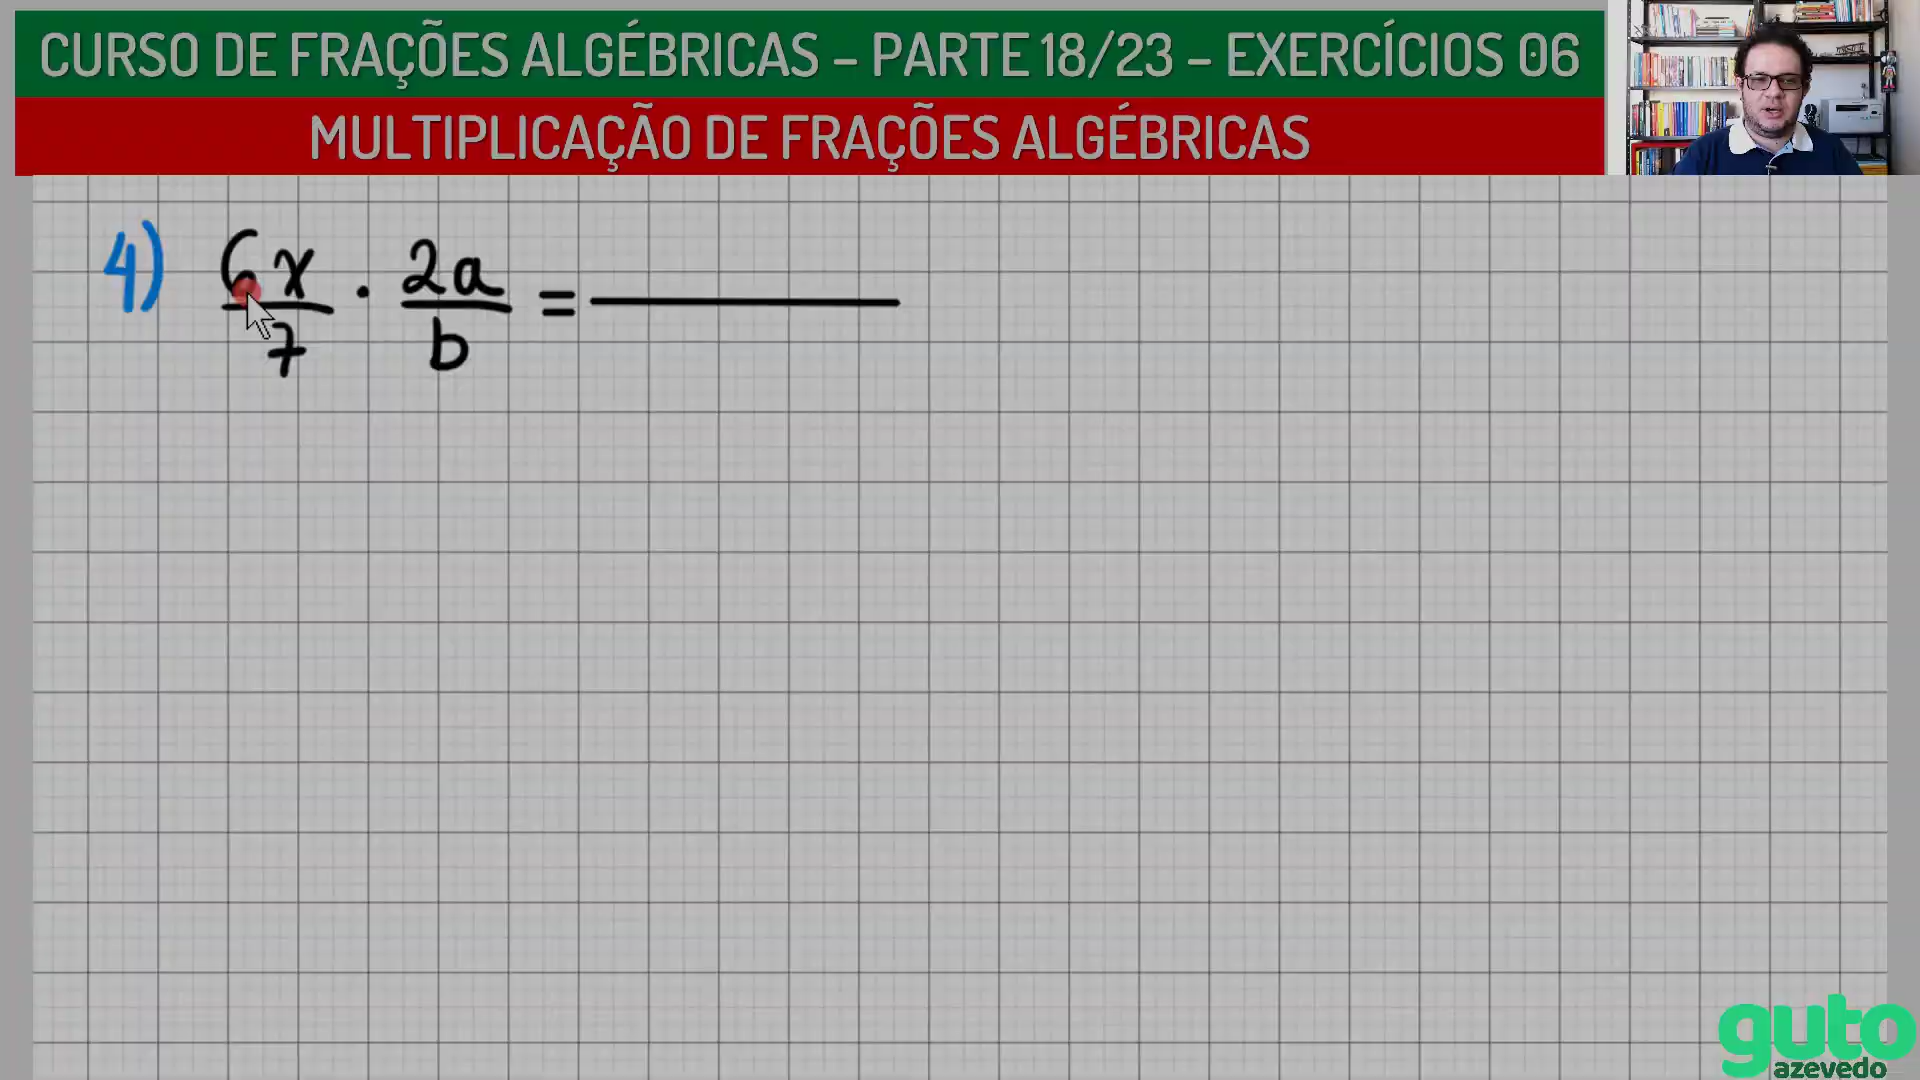 CURSO DE FRAÇÕES ALGÉBRICAS – PARTE 18/23 – EXERCÍCIOS 06
MULTIPLICAÇÃO DE FRAÇÕES ALGÉBRICAS
4) 6x/7 · 2a/b =
guto
azevedo